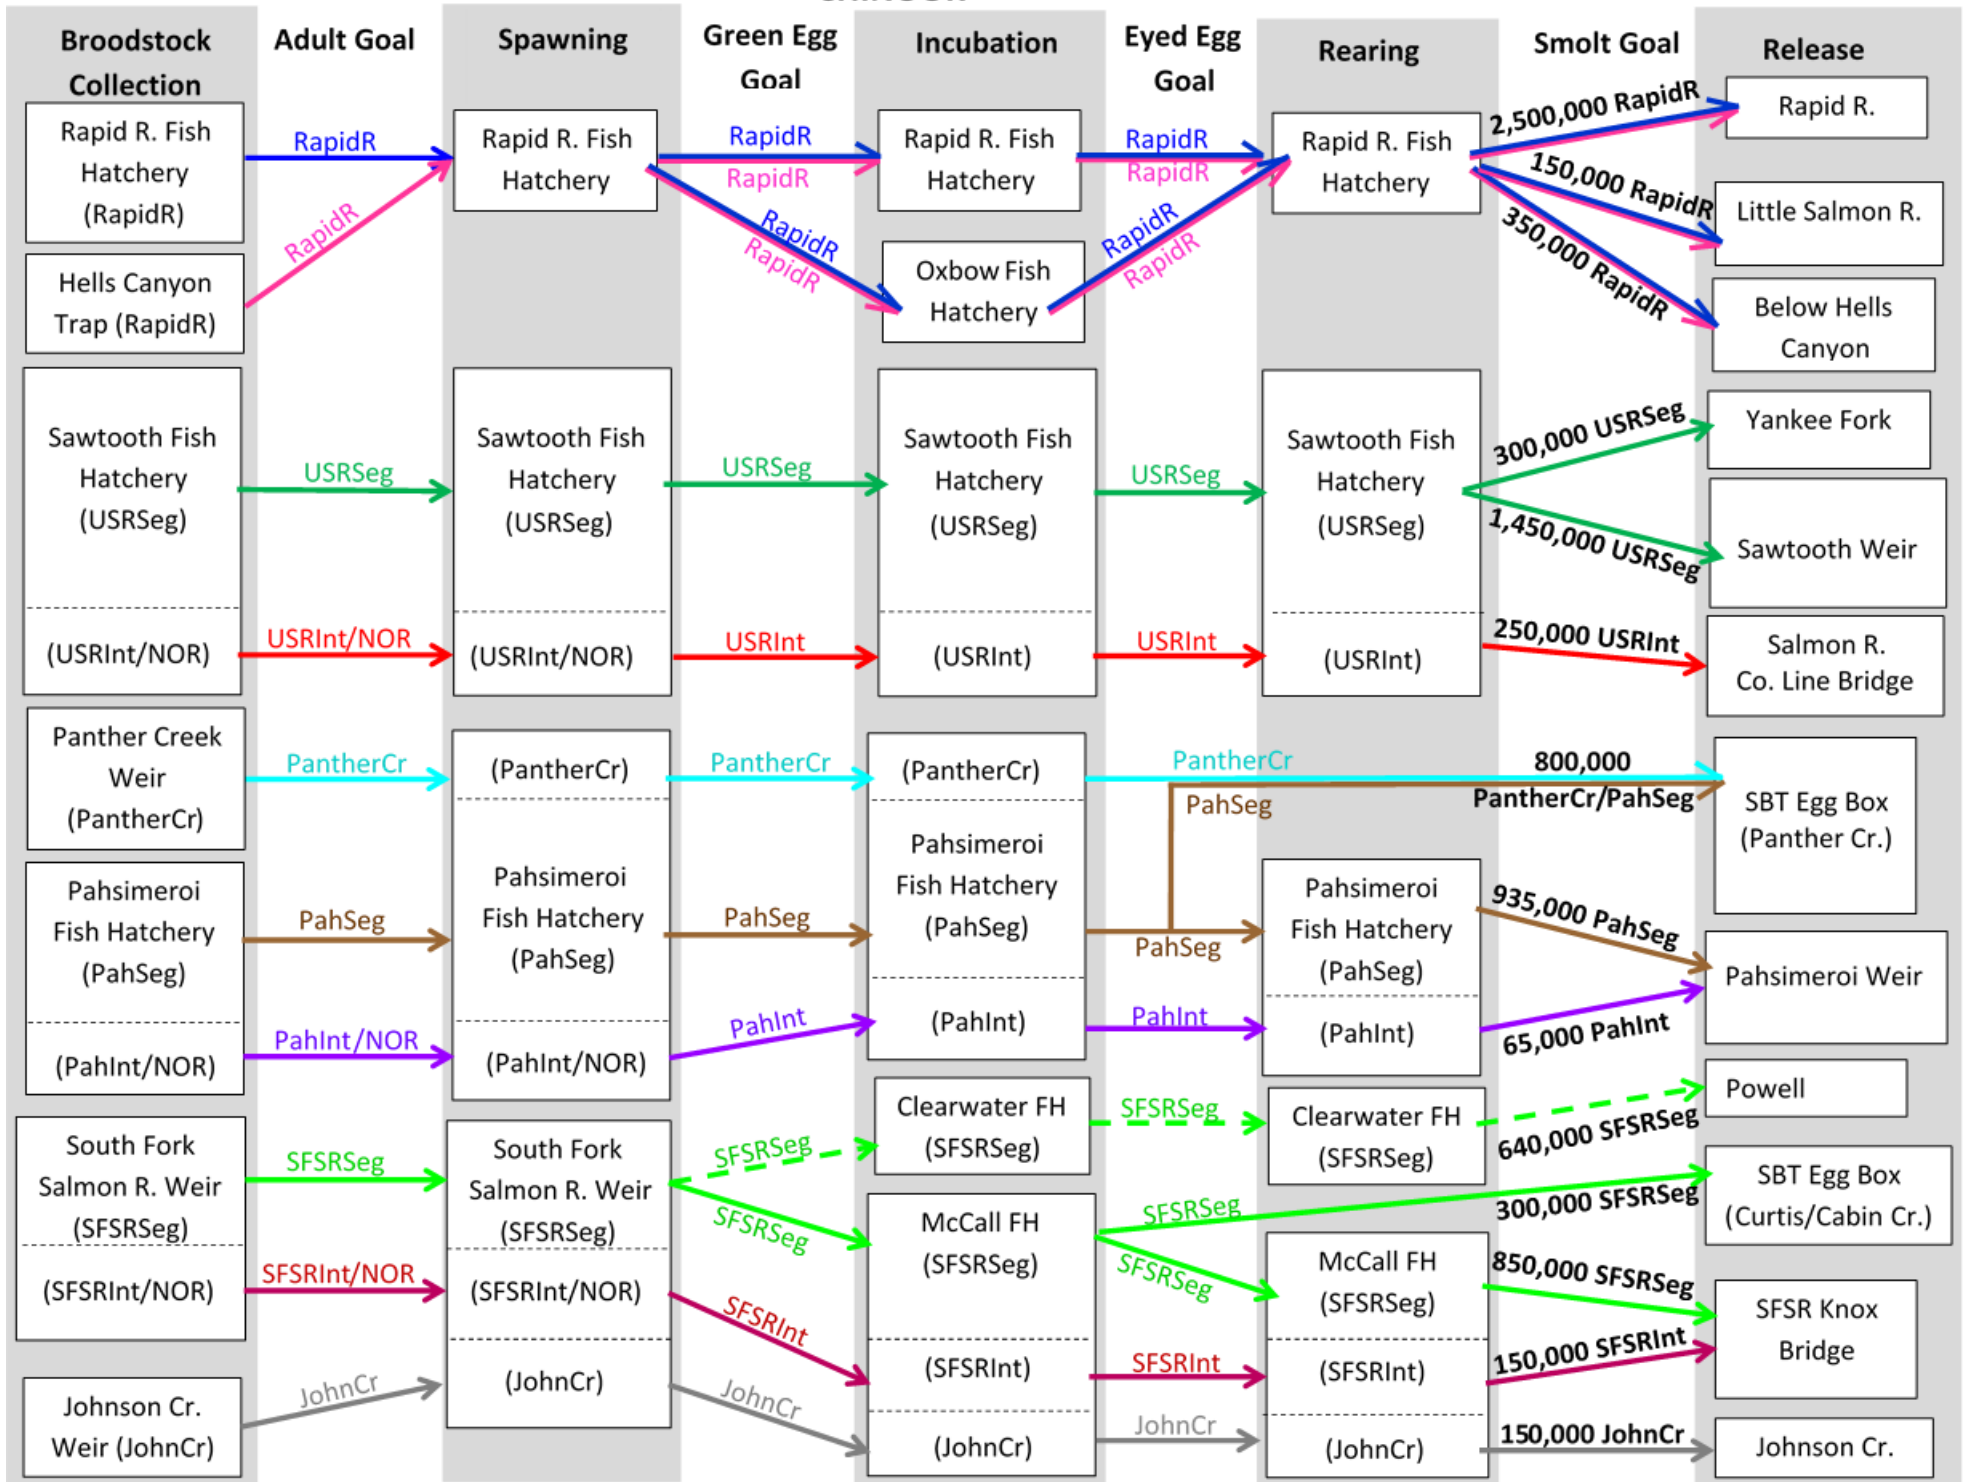 Broodstock
Collection
Adult Goal
Spawning
Green Egg
Goal
Incubation
Eyed Egg
Goal
Rearing
Smolt Goal
Release
Rapid R. Fish
Hatchery
(RapidR)
Hells Canyon
Trap (RapidR)
RapidR
RapidR
Rapid R. Fish
Hatchery
RapidR
RapidR
RapidR
RapidR
Rapid R. Fish
Hatchery
Oxbow Fish
Hatchery
RapidR
RapidR
RapidR
RapidR
Rapid R. Fish
Hatchery
2,500,000 RapidR
150,000 RapidR
350,000 RapidR
Rapid R.
Little Salmon R.
Below Hells
Canyon
Sawtooth Fish
Hatchery
(USRSeg)
(USRInt/NOR)
USRSeg
USRInt/NOR
Sawtooth Fish
Hatchery
(USRSeg)
(USRInt/NOR)
USRSeg
USRInt
Sawtooth Fish
Hatchery
(USRSeg)
(USRInt)
USRSeg
USRInt
Sawtooth Fish
Hatchery
(USRSeg)
(USRInt)
300,000 USRSeg
1,450,000 USRSeg
250,000 USRInt
Yankee Fork
Sawtooth Weir
Salmon R.
Co. Line Bridge
Panther Creek
Weir
(PantherCr)
Pahsimeroi
Fish Hatchery
(PahSeg)
(PahInt/NOR)
PantherCr
PahSeg
PahInt/NOR
(PantherCr)
Pahsimeroi
Fish Hatchery
(PahSeg)
(PahInt/NOR)
PantherCr
PahSeg
PahInt
(PantherCr)
Pahsimeroi
Fish Hatchery
(PahSeg)
(PahInt)
PantherCr
PahSeg
PahSeg
PahInt
Pahsimeroi
Fish Hatchery
(PahSeg)
(PahInt)
800,000
PantherCr/PahSeg
935,000 PahSeg
65,000 PahInt
SBT Egg Box
(Panther Cr.)
Pahsimeroi Weir
South Fork
Salmon R. Weir
(SFSRSeg)
(SFSRInt/NOR)
Johnson Cr.
Weir (JohnCr)
SFSRSeg
SFSRInt/NOR
JohnCr
South Fork
Salmon R. Weir
(SFSRSeg)
(SFSRInt/NOR)
(JohnCr)
SFSRSeg
SFSRSeg
SFSRInt
JohnCr
Clearwater FH
(SFSRSeg)
McCall FH
(SFSRSeg)
(SFSRInt)
(JohnCr)
SFSRSeg
SFSRSeg
SFSRSeg
SFSRInt
JohnCr
Clearwater FH
(SFSRSeg)
McCall FH
(SFSRSeg)
(SFSRInt)
(JohnCr)
640,000 SFSRSeg
300,000 SFSRSeg
850,000 SFSRSeg
150,000 SFSRInt
150,000 JohnCr
Powell
SBT Egg Box
(Curtis/Cabin Cr.)
SFSR Knox
Bridge
Johnson Cr.